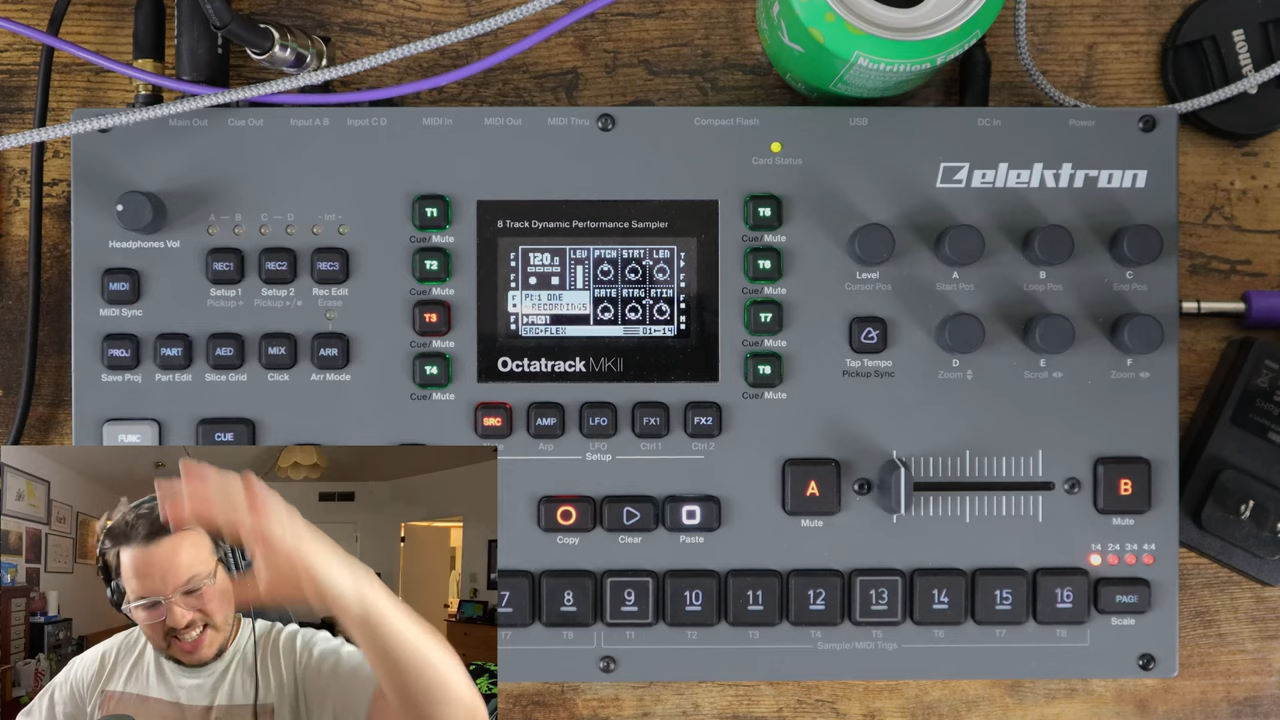 Nutrition Facts
Canon
Main Out Cue Out Input A B Input C D MIDI In MIDI Out MIDI Thru Compact Flash USB DC In Power
Card Status
elektron
Headphones Vol
A B C D Int
REC1 REC2 REC3
Setup 1 Setup 2 Rec Edit
Pickup + Pickup Erase
MIDI
MIDI Sync
PROJ PART AED MIX ARR
Save Proj Part Edit Slice Grid Click Arr Mode
FUNC CUE
T1
Cue/Mute
T2
Cue/Mute
T3
Cue/Mute
T4
Cue/Mute
8 Track Dynamic Performance Sampler
120.0 LEV PTCH STRT LEN
RATE RTRG RTIM
PT:1 ONE
RECORDINGS
SRC FLEX 01 14
Octatrack MKII
T5
Cue/Mute
T6
Cue/Mute
T7
Cue/Mute
T8
Cue/Mute
Level A B C
Cursor Pos Start Pos Loop Pos End Pos
Tap Tempo D E F
Pickup Sync Zoom Scroll Zoom
SRC AMP LFO FX1 FX2
Arp LFO Ctrl 1 Ctrl 2
Setup
A B
Mute Mute
Copy Clear Paste
1:4 2:4 3:4 4:4
7 8 9 10 11 12 13 14 15 16 PAGE
T7 T8 T1 T2 T3 T4 T5 T6 T7 T8 Scale
Sample/MIDI Trigs